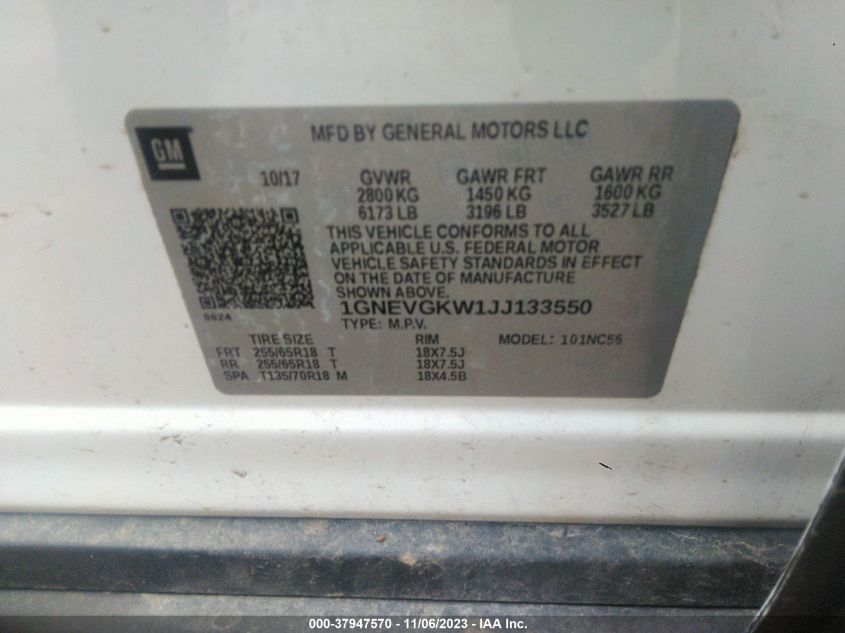 GM
MFD BY GENERAL MOTORS LLC
10/17 GVWR GAWR FRT GAWR RR
2800 KG 1450 KG 1600 KG
6173 LB 3196 LB 3527 LB
THIS VEHICLE CONFORMS TO ALL
APPLICABLE U.S. FEDERAL MOTOR
VEHICLE SAFETY STANDARDS IN EFFECT
ON THE DATE OF MANUFACTURE
SHOWN ABOVE.
8624
1GNEVGKW1JJ133550
TYPE: M.P.V.
TIRE SIZE RIM MODEL: 101NC56
FRT 255/65R18 T 18X7.5J
RR 255/65R18 T 18X7.5J
SPA T135/70R18 M 18X4.5B
000-37947570 - 11/06/2023 - IAA Inc.